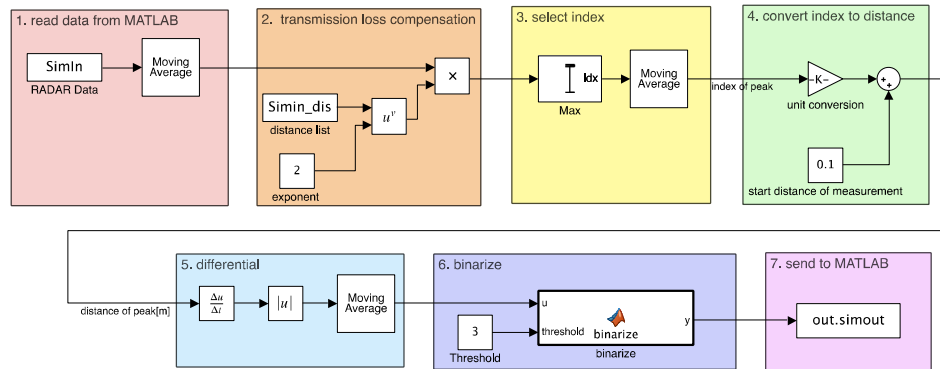 1. read data from MATLAB
SimIn
RADAR Data
Moving
Average
2. transmission loss compensation
Simin_dis
distance list
2
exponent
u^v
×
3. select index
Idx
Max
Moving
Average
index of peak
4. convert index to distance
-K-
unit conversion
+
+
0.1
start distance of measurement
distance of peak[m]
5. differential
Δu
Δt
|u|
Moving
Average
6. binarize
3
Threshold
u
threshold
binarize
y
binarize
7. send to MATLAB
out.simout